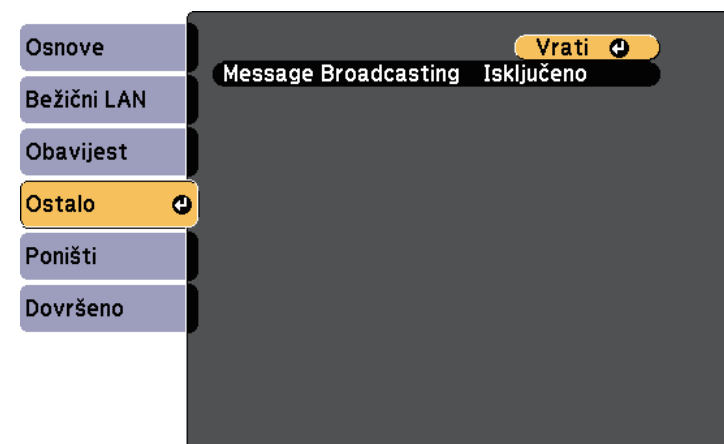 Osnove
Bežični LAN
Obavijest
Ostalo
Poništi
Dovršeno
Vrati
Message Broadcasting Isključeno